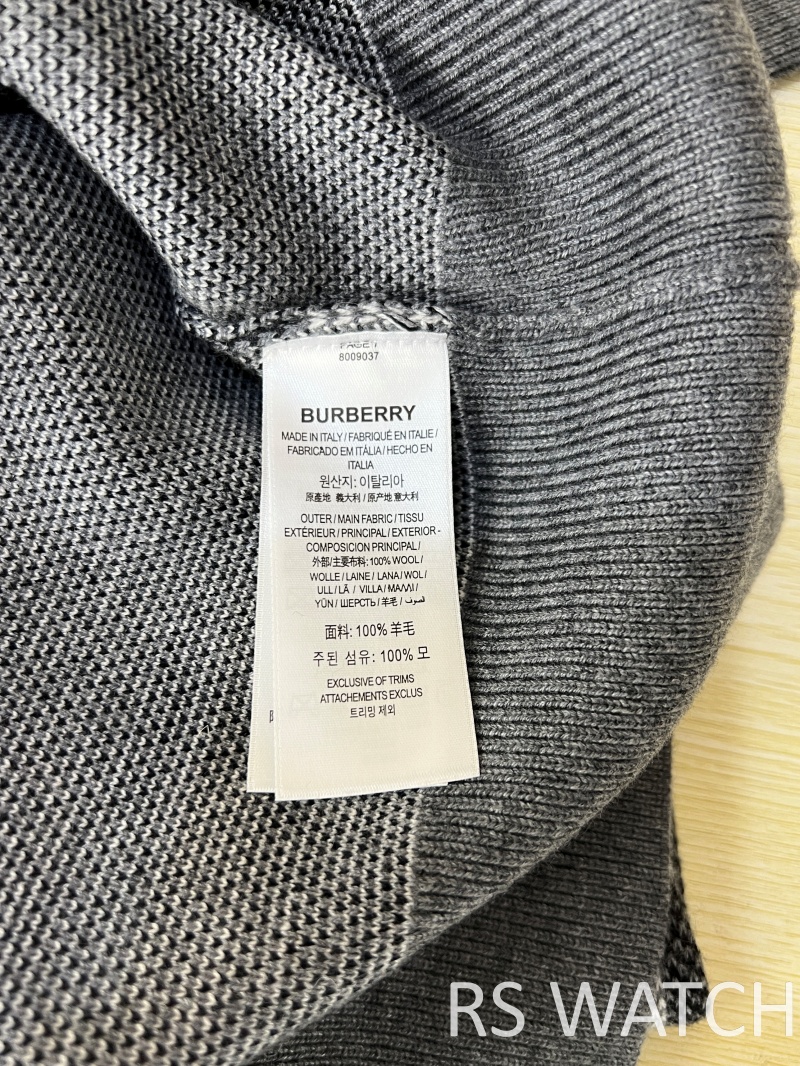 PAGE 1
8009037
BURBERRY
MADE IN ITALY / FABRIQUÉ EN ITALIE /
FABRICADO EM ITÁLIA / HECHO EN
ITALIA
원산지: 이탈리아
原產地 義大利 / 原产地 意大利
OUTER / MAIN FABRIC / TISSU
EXTÉRIEUR / PRINCIPAL / EXTERIOR -
COMPOSICION PRINCIPAL /
外部/主要布料: 100% WOOL /
WOLLE / LAINE / LANA / WOL /
ULL / LÃ / VILLA / ΜΑΛΛΙ /
YÜN / ШЕРСТЬ / 羊毛 / الصوف
面料: 100% 羊毛
주된 섬유: 100% 모
EXCLUSIVE OF TRIMS
ATTACHEMENTS EXCLUS
트리밍 제외
RS WATCH